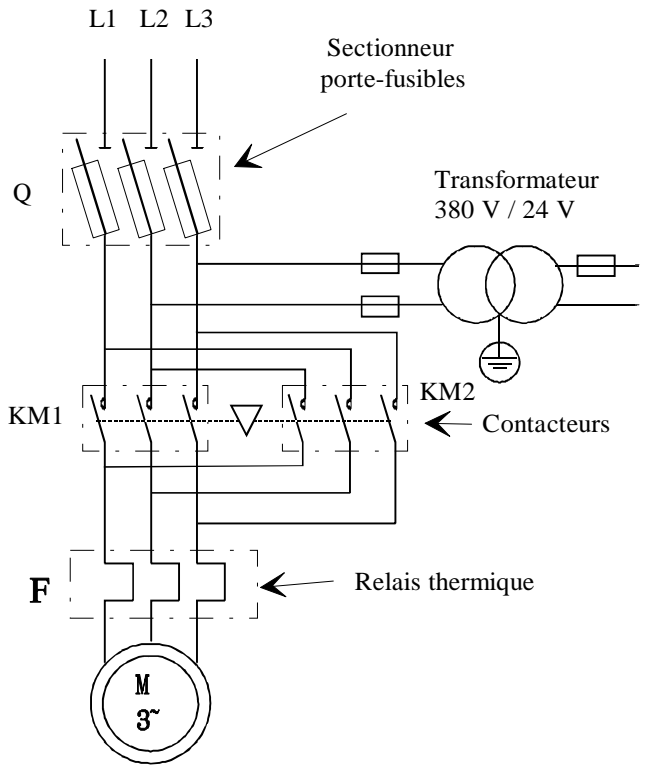 L1 L2 L3
Sectionneur
porte-fusibles
Q
Transformateur
380 V / 24 V
KM1
KM2
Contacteurs
F
Relais thermique
M
3~